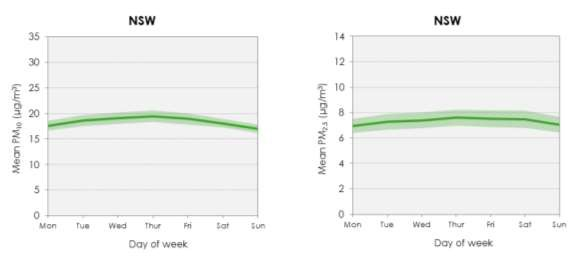 NSW
35
30
25
20
15
10
5
0
Mean PM₁₀ (µg/m³)
Mon Tue Wed Thur Fri Sat Sun
Day of week
NSW
14
12
10
8
6
4
2
0
Mean PM₂.₅ (µg/m³)
Mon Tue Wed Thur Fri Sat Sun
Day of week